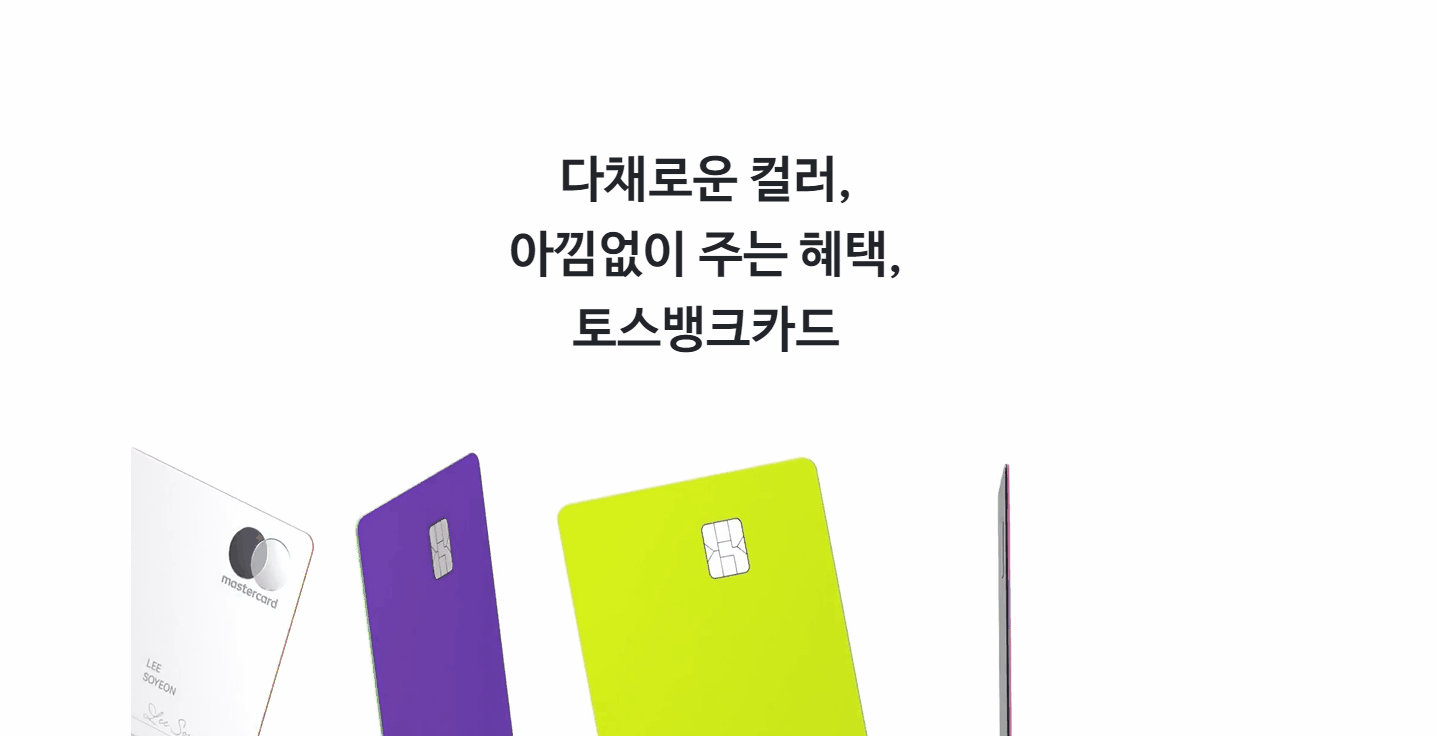 다채로운 컬러,
아낌없이 주는 혜택,
토스뱅크카드
mastercard
LEE
SOYEON